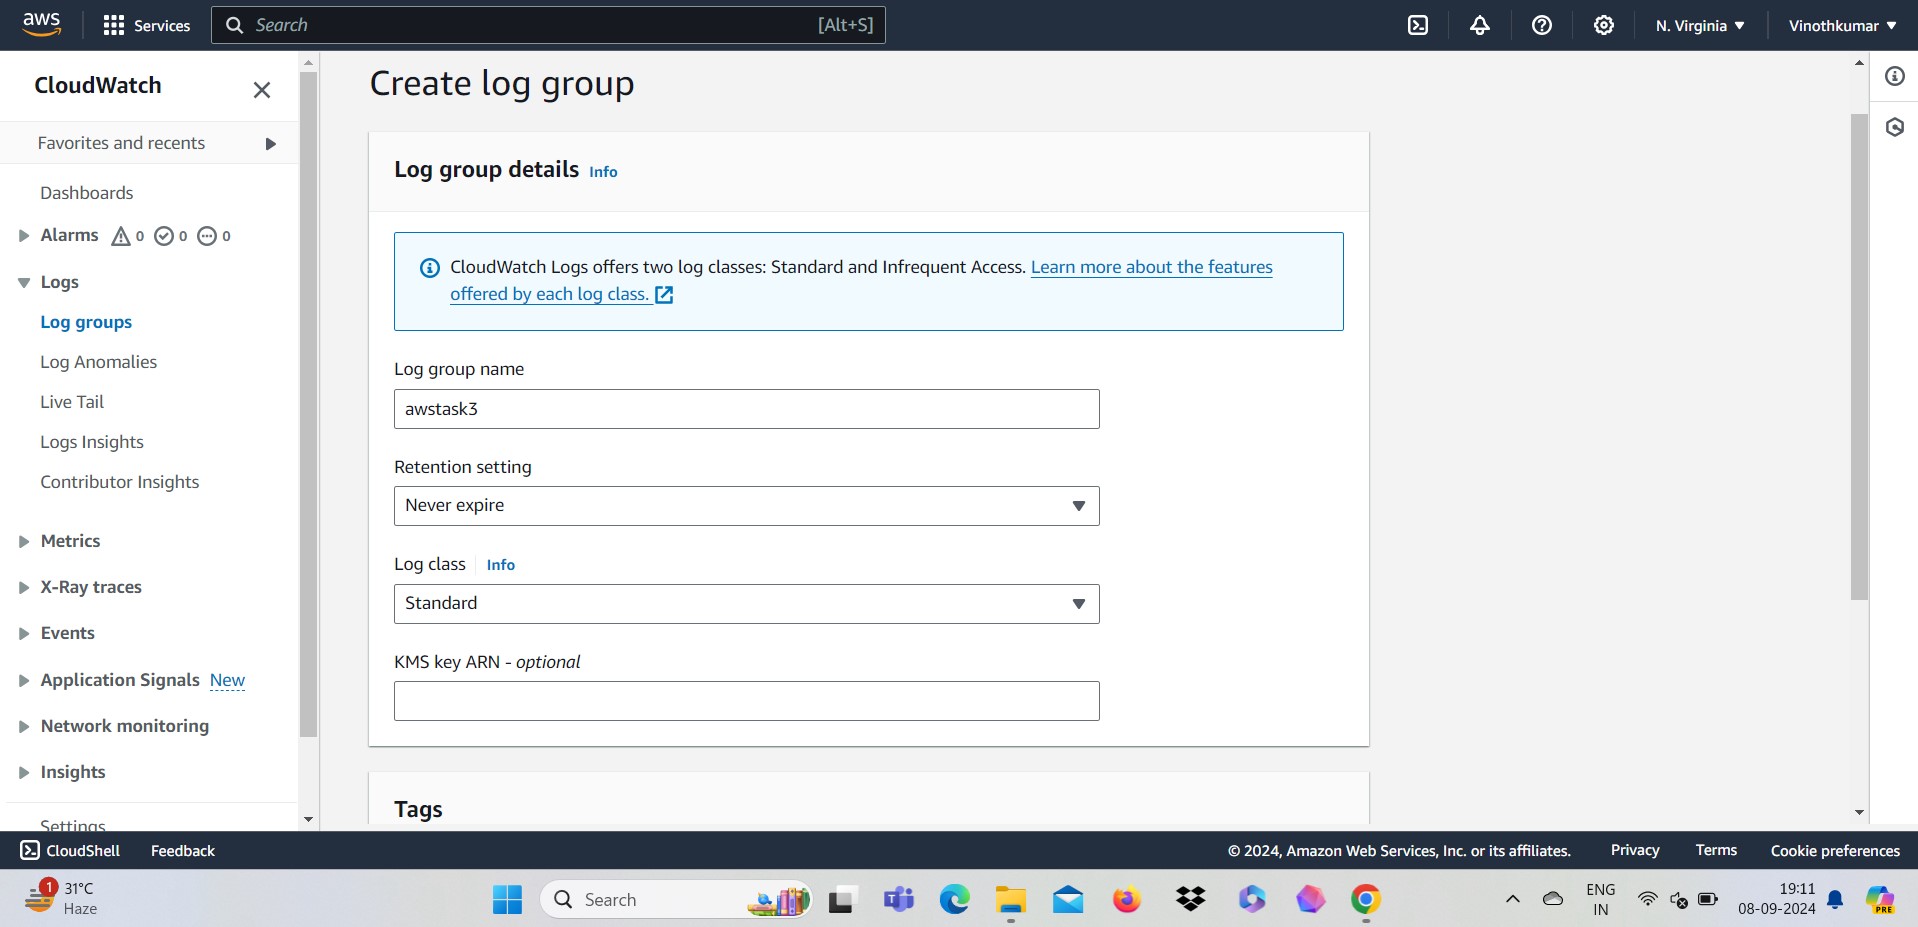 aws
Services
Search [Alt+S]
N. Virginia
Vinothkumar
CloudWatch
Favorites and recents
Dashboards
Alarms 0 0 0
Logs
Log groups
Log Anomalies
Live Tail
Logs Insights
Contributor Insights
Metrics
X-Ray traces
Events
Application Signals New
Network monitoring
Insights
Settings
Create log group
Log group details Info
CloudWatch Logs offers two log classes: Standard and Infrequent Access. Learn more about the features
offered by each log class.
Log group name
awstask3
Retention setting
Never expire
Log class Info
Standard
KMS key ARN - optional
Tags
CloudShell Feedback
© 2024, Amazon Web Services, Inc. or its affiliates. Privacy Terms Cookie preferences
1
31°C
Haze
Search
ENG
IN
19:11
08-09-2024
PRE